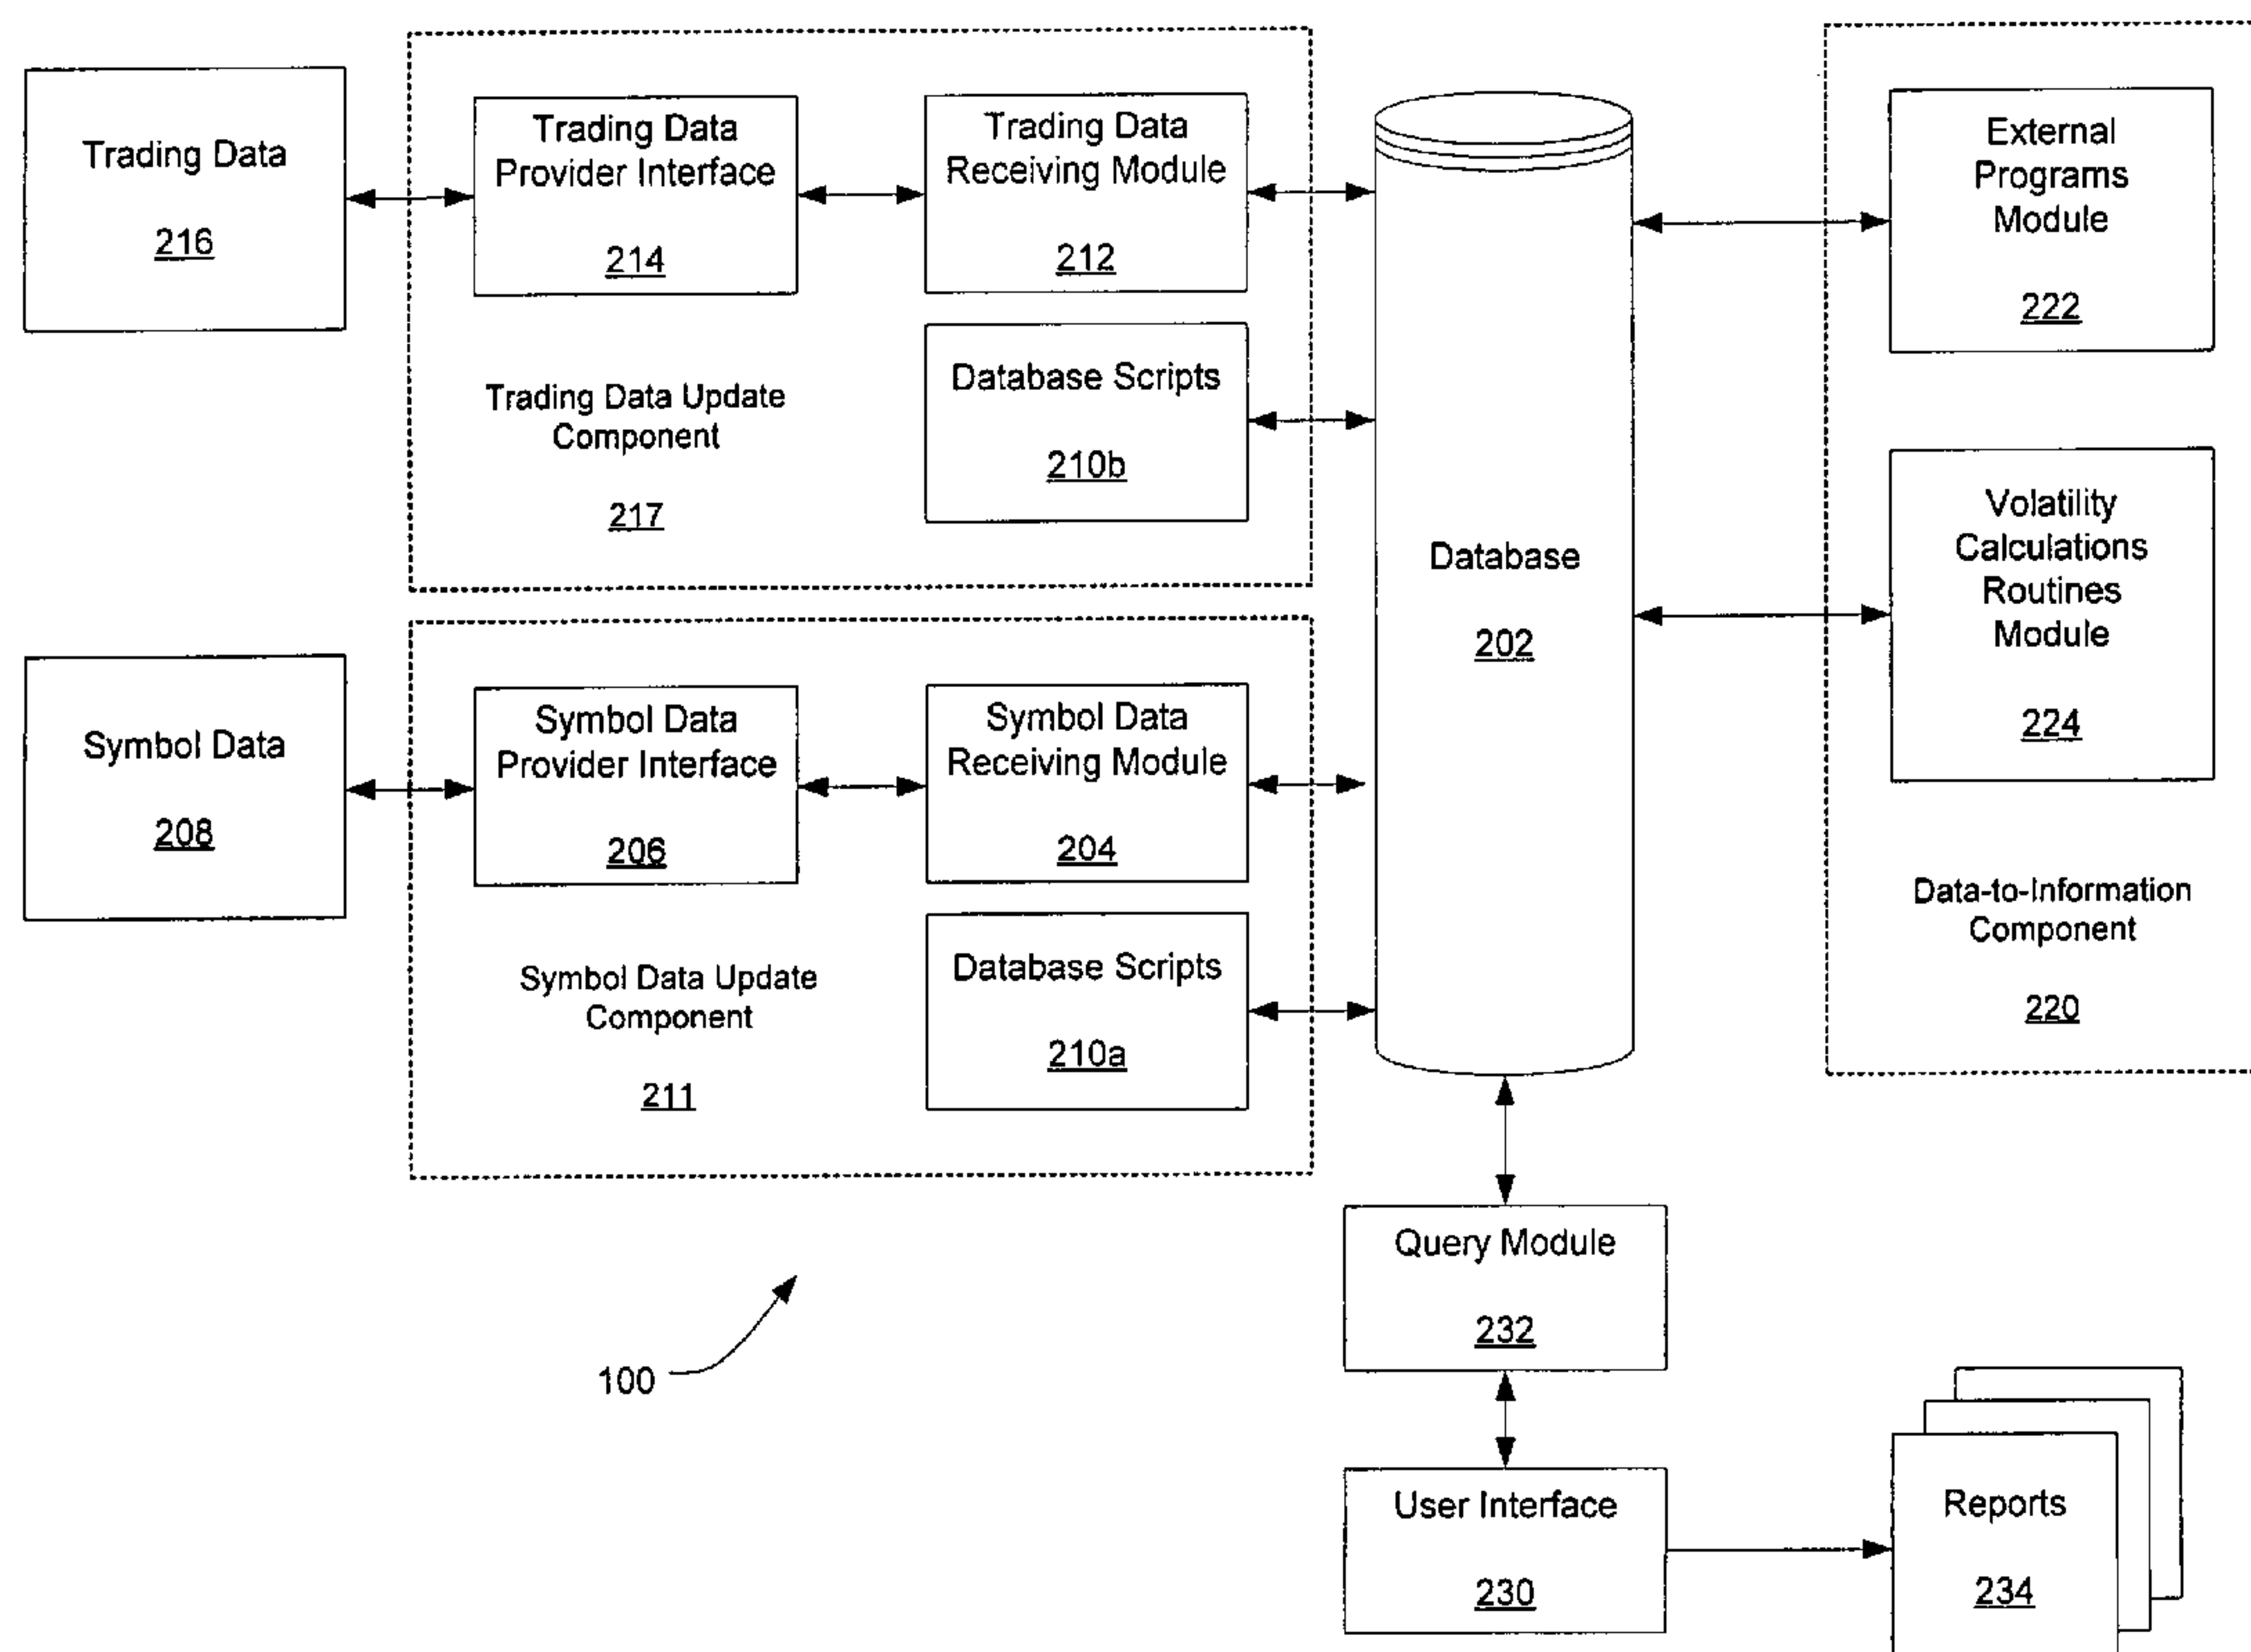 Trading Data
216
Trading Data
Provider Interface
214
Trading Data
Receiving Module
212
Trading Data Update
Component
217
Database Scripts
210b
Symbol Data
208
Symbol Data
Provider Interface
206
Symbol Data
Receiving Module
204
Symbol Data Update
Component
211
Database Scripts
210a
Database
202
External
Programs
Module
222
Volatility
Calculations
Routines
Module
224
Data-to-Information
Component
220
Query Module
232
100
User Interface
230
Reports
234